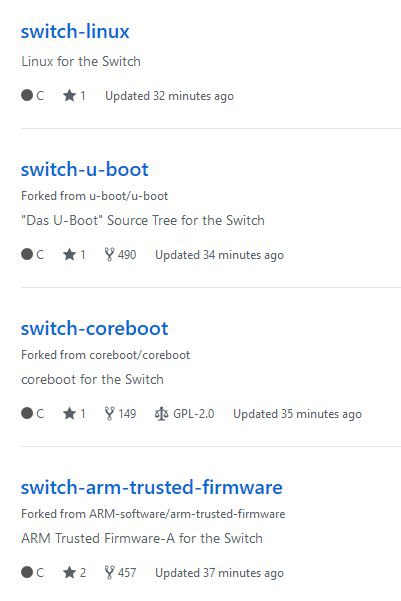 switch-linux
Linux for the Switch
C 1 Updated 32 minutes ago
switch-u-boot
Forked from u-boot/u-boot
"Das U-Boot" Source Tree for the Switch
C 1 490 Updated 34 minutes ago
switch-coreboot
Forked from coreboot/coreboot
coreboot for the Switch
C 1 149 GPL-2.0 Updated 35 minutes ago
switch-arm-trusted-firmware
Forked from ARM-software/arm-trusted-firmware
ARM Trusted Firmware-A for the Switch
C 2 457 Updated 37 minutes ago